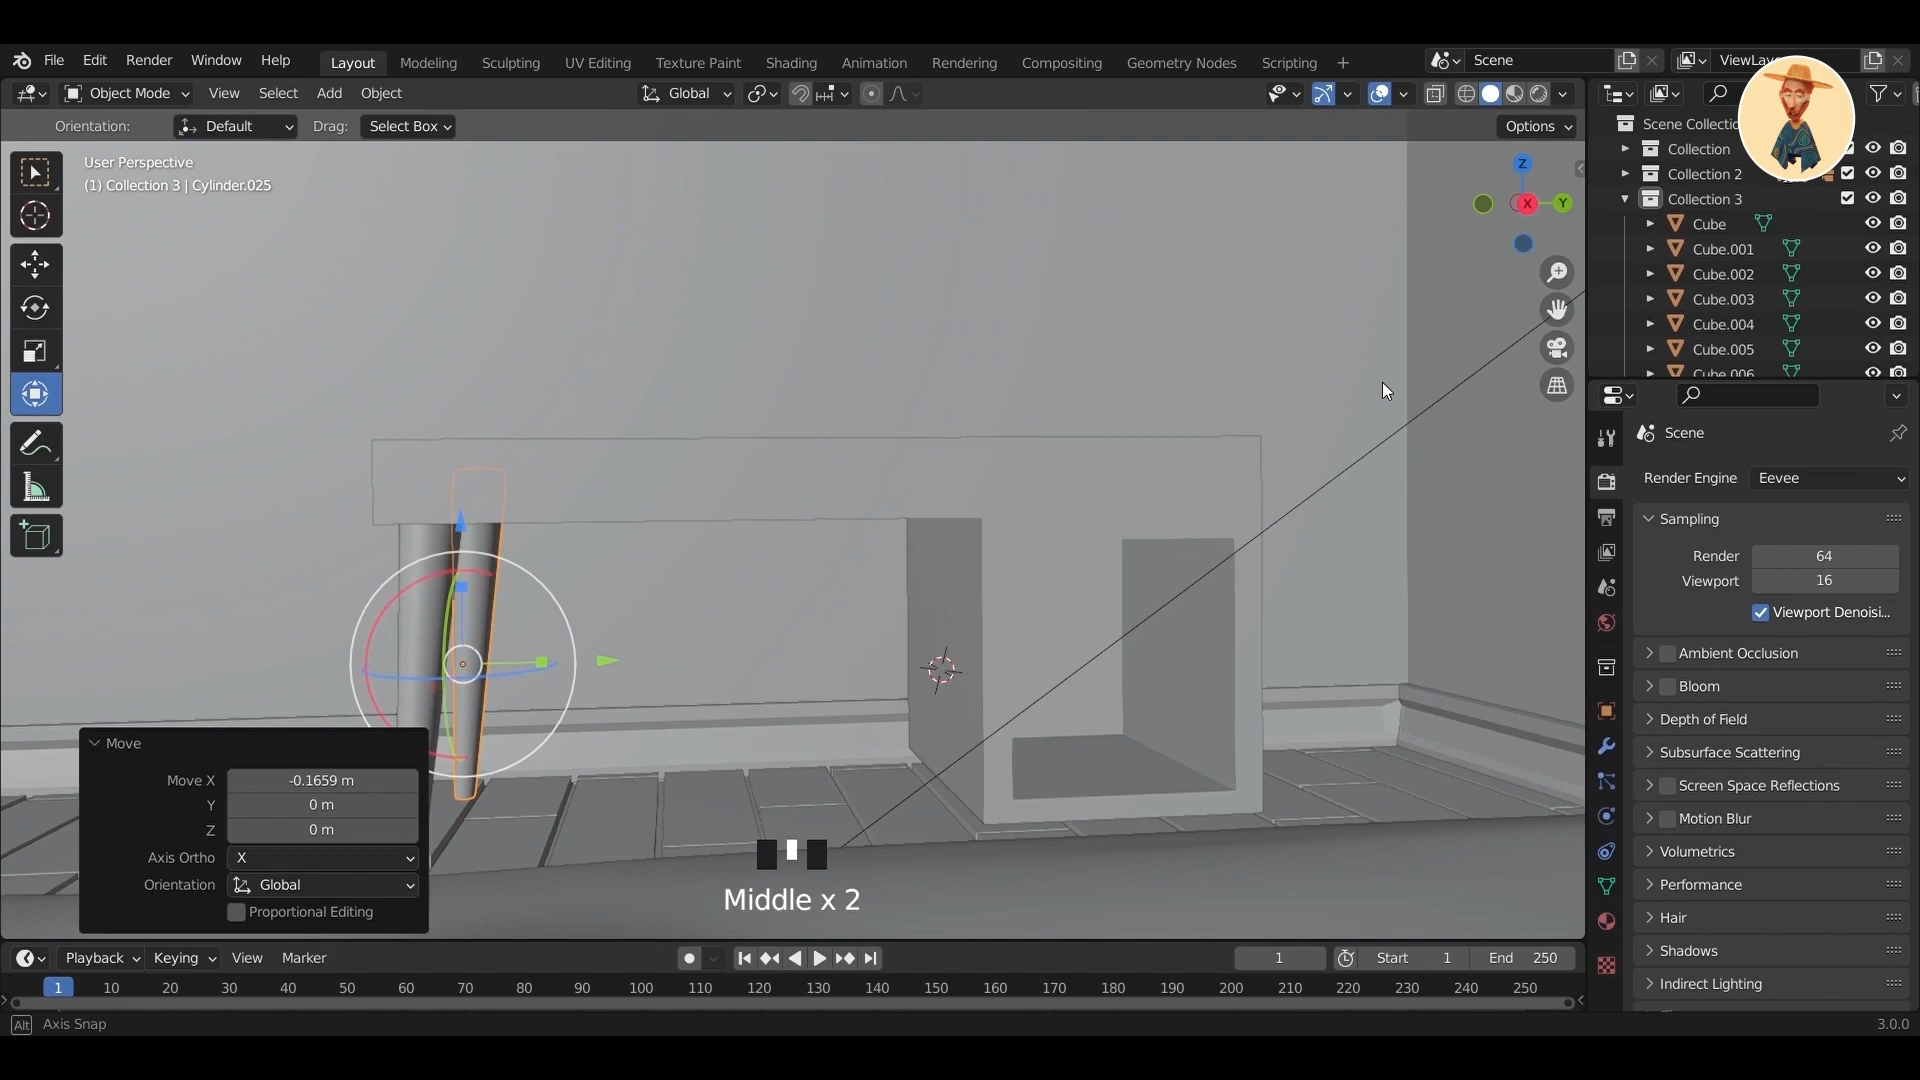 File Edit Render Window Help Layout Modeling Sculpting UV Editing Texture Paint Shading Animation Rendering Compositing Geometry Nodes Scripting + Scene
Object Mode View Select Add Object Global
Orientation: Default Drag: Select Box Options
User Perspective
(1) Collection 3 | Cylinder.025
Z
X
Y
Scene Collectio
Collection
Collection 2
Collection 3
Cube
Cube.001
Cube.002
Cube.003
Cube.004
Cube.005
Cube.006
Scene
Render Engine Eevee
Sampling
Render 64
Viewport 16
Viewport Denoisi...
Ambient Occlusion
Bloom
Depth of Field
Subsurface Scattering
Screen Space Reflections
Motion Blur
Volumetrics
Performance
Hair
Shadows
Indirect Lighting
Move
Move X -0.1659 m
Y 0 m
Z 0 m
Axis Ortho X
Orientation Global
Proportional Editing
Middle x 2
Playback Keying View Marker 1 Start 1 End 250
1 10 20 30 40 50 60 70 80 90 100 110 120 130 140 150 160 170 180 190 200 210 220 230 240 250
Alt Axis Snap 3.0.0